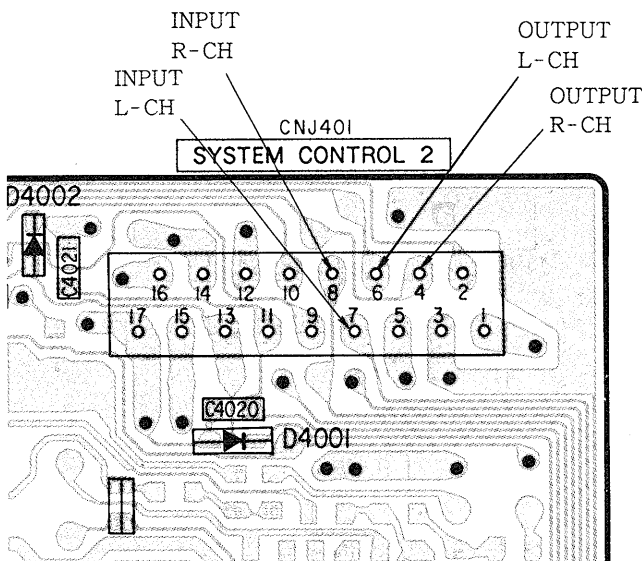 INPUT
R-CH
INPUT
L-CH
OUTPUT
L-CH
OUTPUT
R-CH
CNJ401
SYSTEM CONTROL 2
D4002
C4021
16 14 12 10 8 6 4 2
17 15 13 11 9 7 5 3 1
C4020
D4001